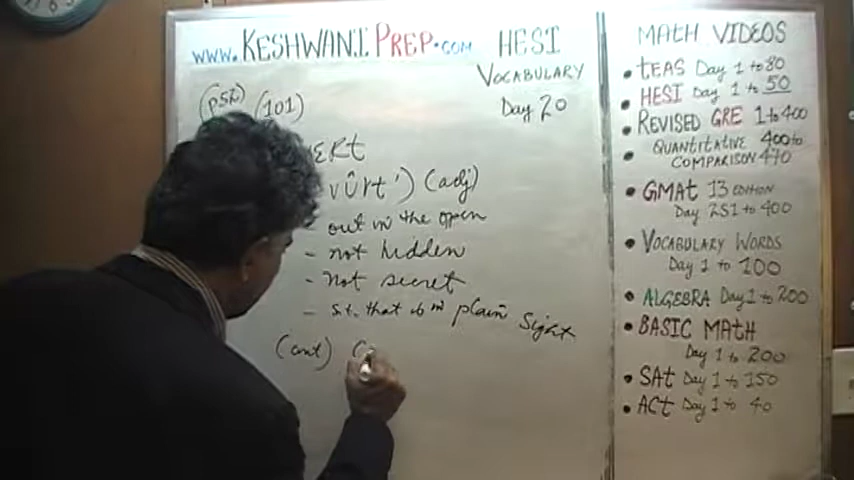 www.KESHWANIPREP.com
HESI
VOCABULARY
Day 20
(p52) (101)
VERT
vûrt') (adj)
- out in the open
- not hidden
- not secret
- s.t. that is in plain sight
(ant) (
MATH VIDEOS
• TEAS Day 1 to 80
• HESI Day 1 to 50
• REVISED GRE 1 to 400
• QUANTITATIVE 400 to
COMPARISON 470
• GMAT 13 EDITION
Day 251 to 400
• VOCABULARY WORDS
Day 1 to 100
• ALGEBRA Day 1 to 200
• BASIC MATH
Day 1 to 200
• SAt Day 1 to 150
• ACt Day 1 to 40